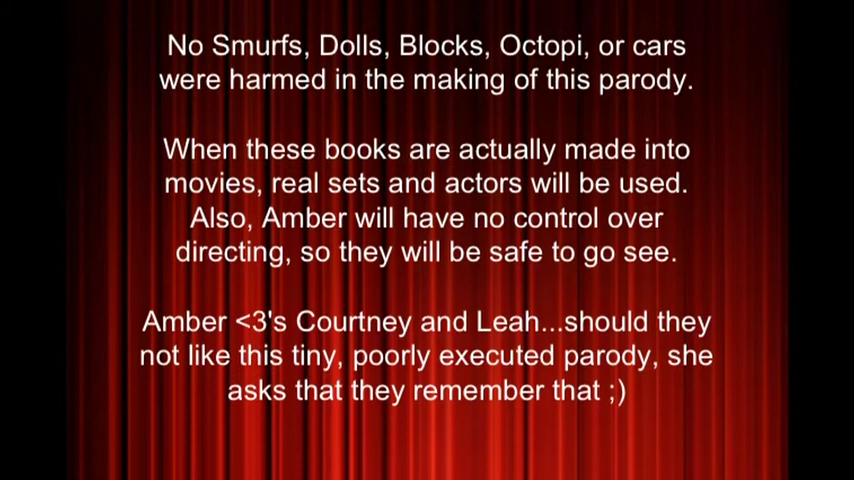 No Smurfs, Dolls, Blocks, Octopi, or cars
were harmed in the making of this parody.
When these books are actually made into
movies, real sets and actors will be used.
Also, Amber will have no control over
directing, so they will be safe to go see.
Amber <3's Courtney and Leah...should they
not like this tiny, poorly executed parody, she
asks that they remember that ;)